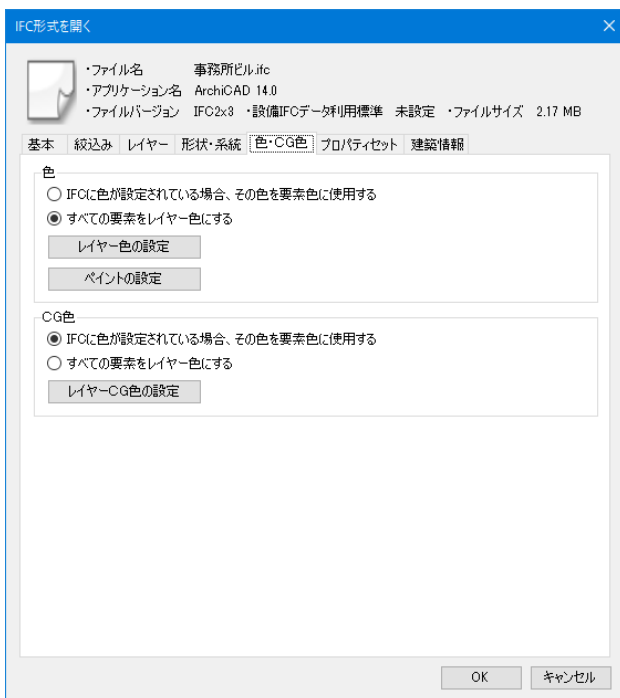 IFC形式を開く
・ファイル名 事務所ビル.ifc
・アプリケーション名 ArchiCAD 14.0
・ファイルバージョン IFC2x3 ・設備IFCデータ利用標準 未設定 ・ファイルサイズ 2.17 MB
基本 絞込み レイヤー 形状・系統 色・CG色 プロパティセット 建築情報
色
IFCに色が設定されている場合、その色を要素色に使用する
すべての要素をレイヤー色にする
レイヤー色の設定
ペイントの設定
CG色
IFCに色が設定されている場合、その色を要素色に使用する
すべての要素をレイヤー色にする
レイヤーCG色の設定
OK キャンセル